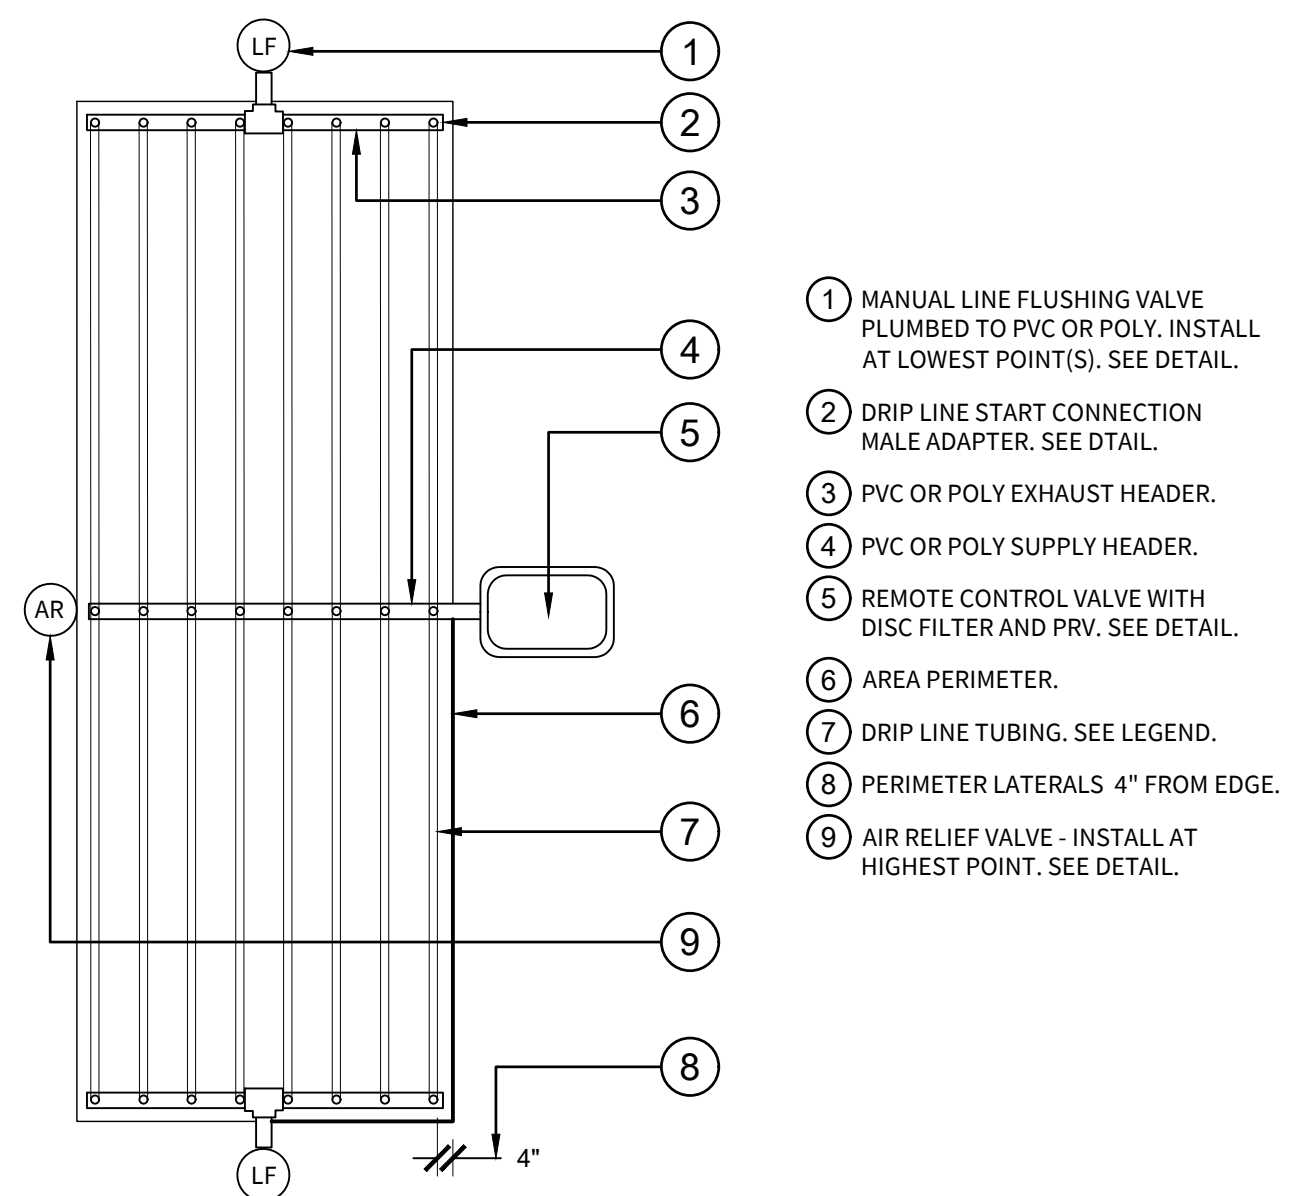 LF
1
2
3
4
5
AR
6
7
9
8
4"
LF
1 MANUAL LINE FLUSHING VALVE
PLUMBED TO PVC OR POLY. INSTALL
AT LOWEST POINT(S). SEE DETAIL.
2 DRIP LINE START CONNECTION
MALE ADAPTER. SEE DTAIL.
3 PVC OR POLY EXHAUST HEADER.
4 PVC OR POLY SUPPLY HEADER.
5 REMOTE CONTROL VALVE WITH
DISC FILTER AND PRV. SEE DETAIL.
6 AREA PERIMETER.
7 DRIP LINE TUBING. SEE LEGEND.
8 PERIMETER LATERALS 4" FROM EDGE.
9 AIR RELIEF VALVE - INSTALL AT
HIGHEST POINT. SEE DETAIL.